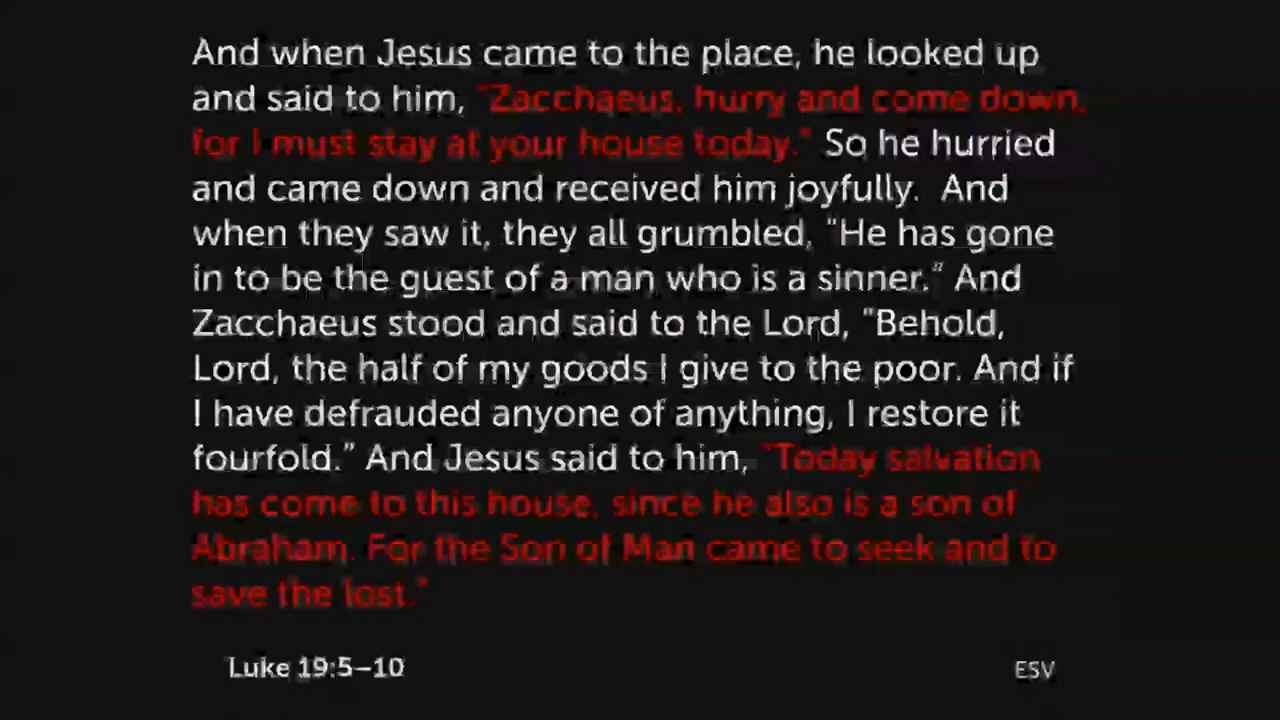 And when Jesus came to the place, he looked up
and said to him, "Zacchaeus, hurry and come down,
for I must stay at your house today." So he hurried
and came down and received him joyfully. And
when they saw it, they all grumbled, "He has gone
in to be the guest of a man who is a sinner." And
Zacchaeus stood and said to the Lord, "Behold,
Lord, the half of my goods I give to the poor. And if
I have defrauded anyone of anything, I restore it
fourfold." And Jesus said to him, "Today salvation
has come to this house, since he also is a son of
Abraham. For the Son of Man came to seek and to
save the lost."
Luke 19:5–10
ESV